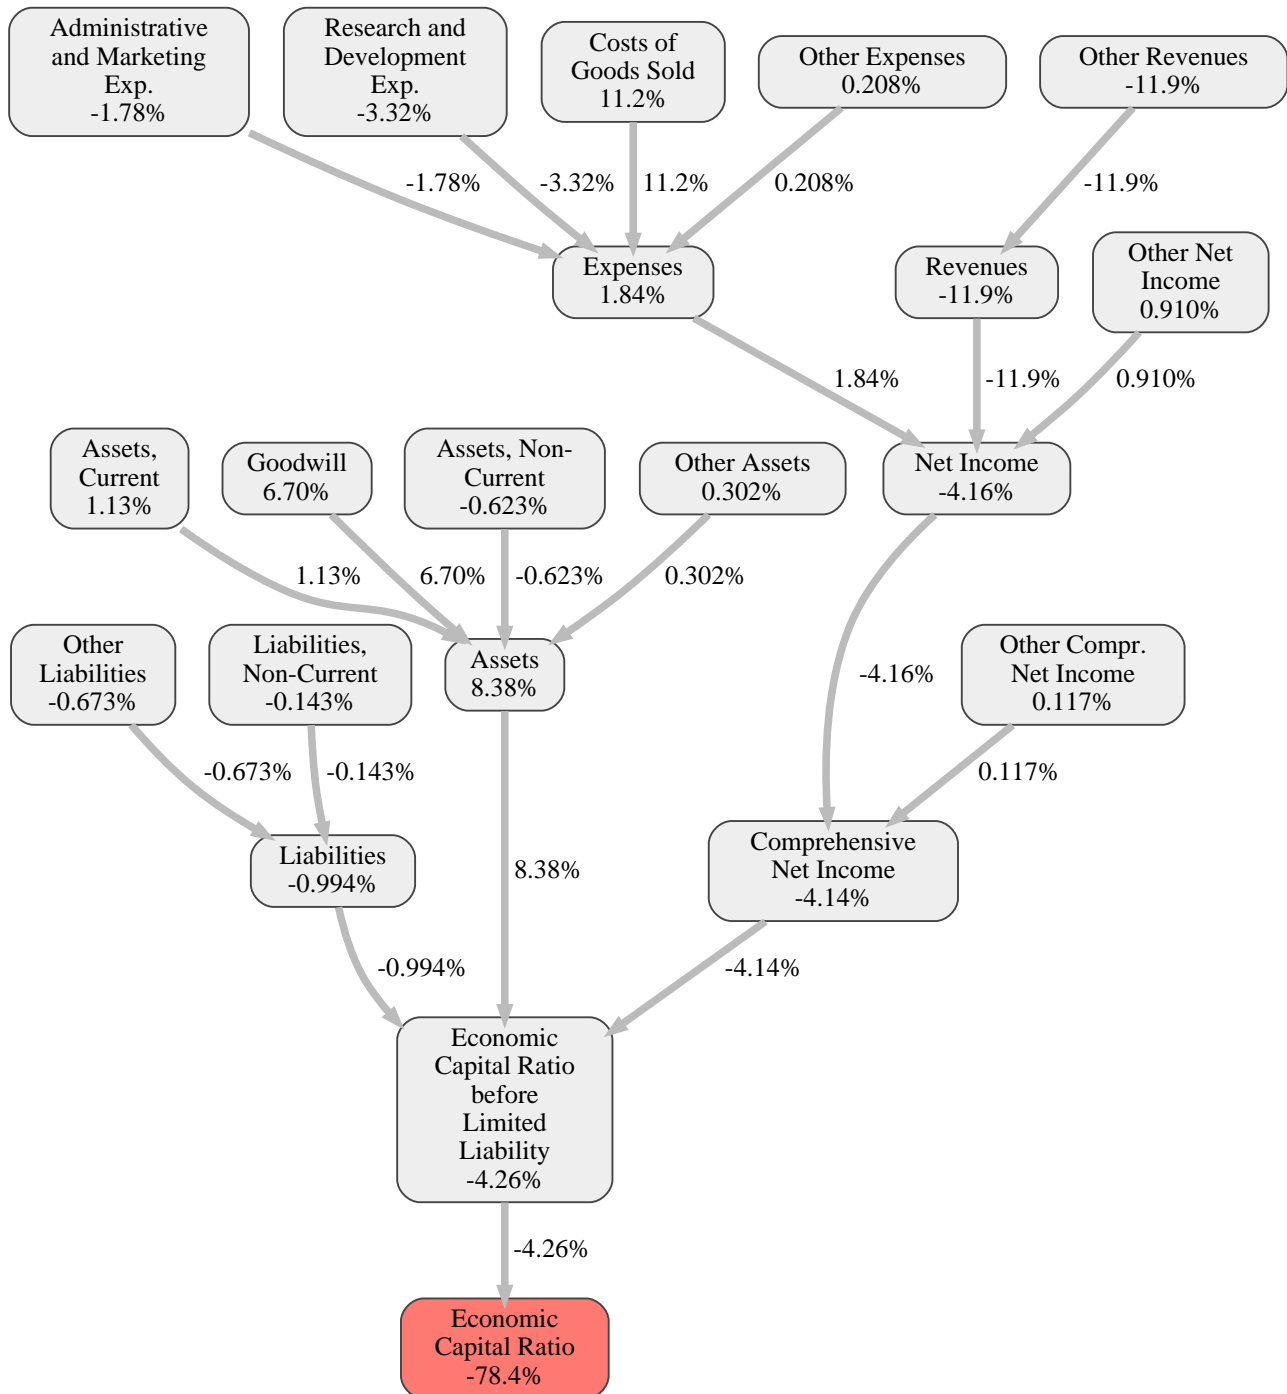 Administrative
and Marketing
Exp.
-1.78%
Research and
Development
Exp.
-3.32%
Costs of
Goods Sold
11.2%
Other Expenses
0.208%
Other Revenues
-11.9%
-1.78%
-3.32%
11.2%
0.208%
-11.9%
Expenses
1.84%
Revenues
-11.9%
Other Net
Income
0.910%
1.84%
-11.9%
0.910%
Assets,
Current
1.13%
Goodwill
6.70%
Assets, Non-
Current
-0.623%
Other Assets
0.302%
Net Income
-4.16%
1.13%
6.70%
-0.623%
0.302%
Other
Liabilities
-0.673%
Liabilities,
Non-Current
-0.143%
Assets
8.38%
-4.16%
Other Compr.
Net Income
0.117%
-0.673%
-0.143%
0.117%
Liabilities
-0.994%
8.38%
Comprehensive
Net Income
-4.14%
-0.994%
-4.14%
Economic
Capital Ratio
before
Limited
Liability
-4.26%
-4.26%
Economic
Capital Ratio
-78.4%